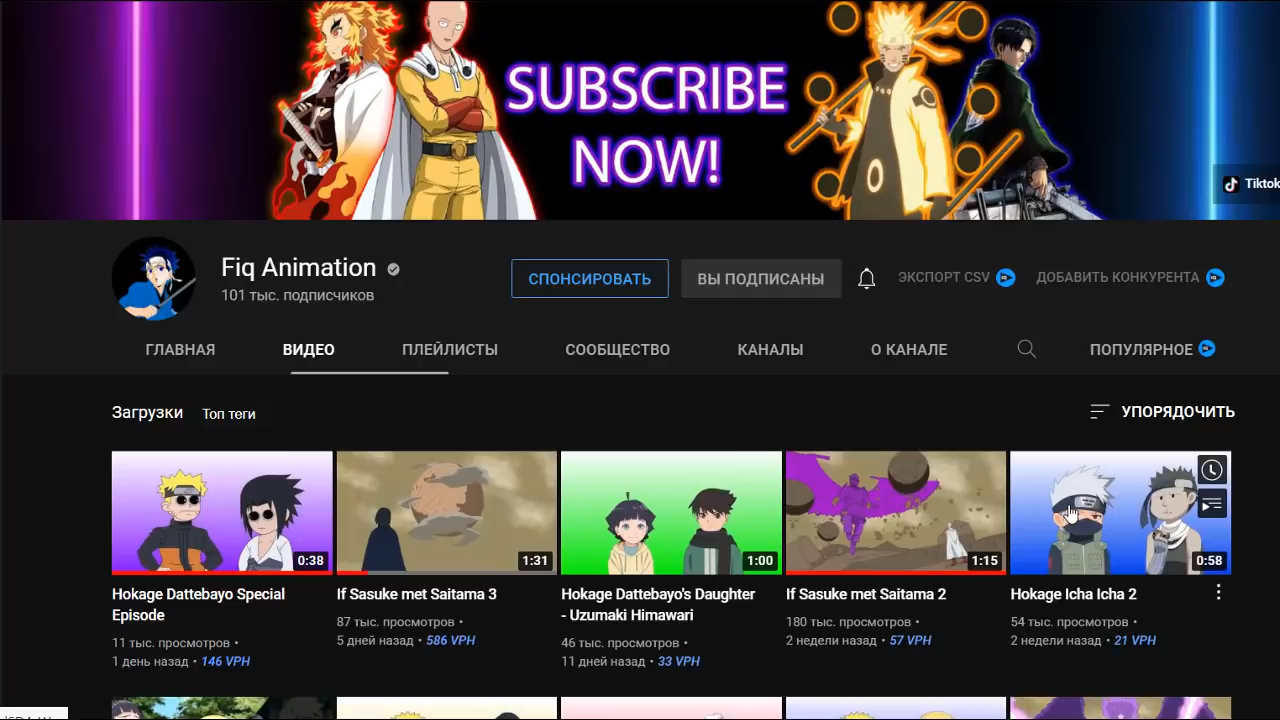 SUBSCRIBE
NOW!
Tiktok
Fiq Animation
101 тыс. подписчиков
СПОНСИРОВАТЬ
ВЫ ПОДПИСАНЫ
ЭКСПОРТ CSV
ДОБАВИТЬ КОНКУРЕНТА
ГЛАВНАЯ
ВИДЕО
ПЛЕЙЛИСТЫ
СООБЩЕСТВО
КАНАЛЫ
О КАНАЛЕ
ПОПУЛЯРНОЕ
Загрузки
Топ теги
УПОРЯДОЧИТЬ
0:38
1:31
1:00
1:15
0:58
Hokage Dattebayo Special
Episode
11 тыс. просмотров •
1 день назад • 146 VPH
If Sasuke met Saitama 3
87 тыс. просмотров •
5 дней назад • 586 VPH
Hokage Dattebayo's Daughter
- Uzumaki Himawari
46 тыс. просмотров •
11 дней назад • 33 VPH
If Sasuke met Saitama 2
180 тыс. просмотров •
2 недели назад • 57 VPH
Hokage Icha Icha 2
54 тыс. просмотров •
2 недели назад • 21 VPH